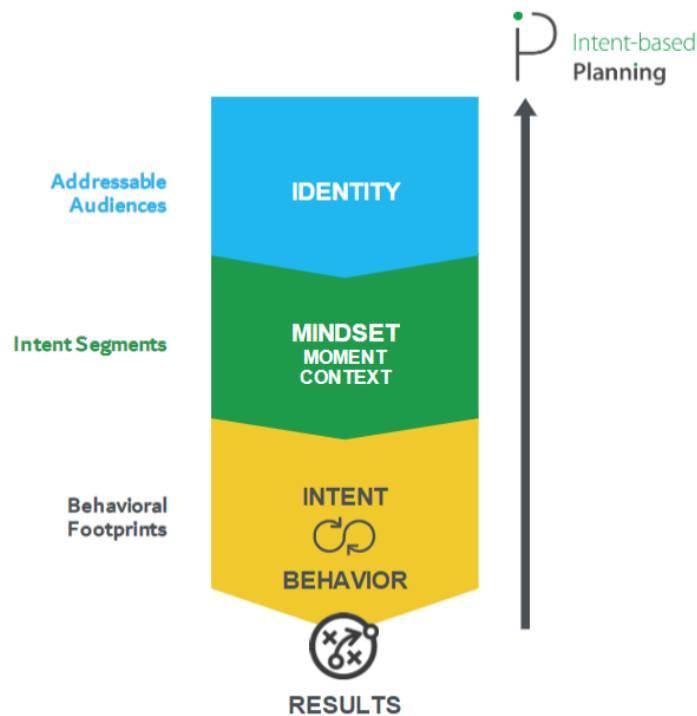 Intent-based
Planning
Addressable
Audiences
IDENTITY
Intent Segments
MINDSET
MOMENT
CONTEXT
Behavioral
Footprints
INTENT
BEHAVIOR
RESULTS